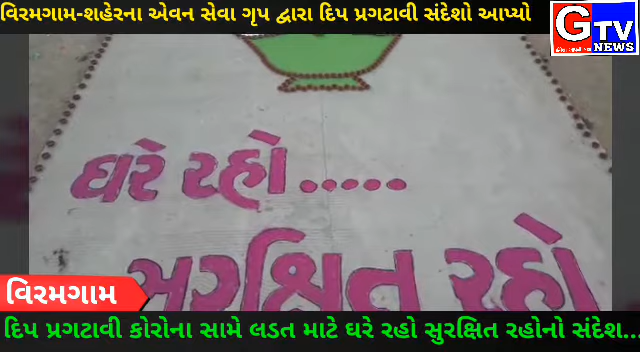 વિરમગામ-શહેરના એવન સેવા ગૃપ દ્વારા દિપ પ્રગટાવી સંદેશો આપ્યો
GTV
NEWS
ઘરે રહો.....
સુરક્ષિત રહો
વિરમગામ
દિપ પ્રગટાવી કોરોના સામે લડત માટે ઘરે રહો સુરક્ષિત રહોનો સંદેશ...